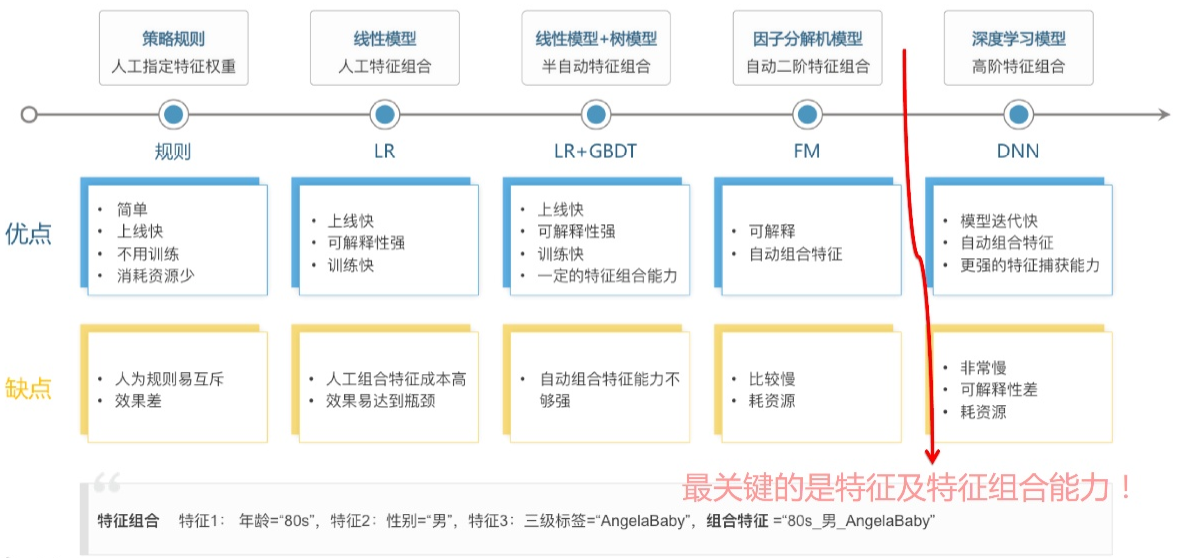 策略规则
人工指定特征权重
线性模型
人工特征组合
线性模型+树模型
半自动特征组合
因子分解机模型
自动二阶特征组合
深度学习模型
高阶特征组合
规则
LR
LR+GBDT
FM
DNN
优点
• 简单
• 上线快
• 不用训练
• 消耗资源少
• 上线快
• 可解释性强
• 训练快
• 上线快
• 可解释性强
• 训练快
• 一定的特征组合能力
• 可解释
• 自动组合特征
• 模型迭代快
• 自动组合特征
• 更强的特征捕获能力
缺点
• 人为规则易互斥
• 效果差
• 人工组合特征成本高
• 效果易达到瓶颈
• 自动组合特征能力不
够强
• 比较慢
• 耗资源
• 非常慢
• 可解释性差
• 耗资源
最关键的是特征及特征组合能力！
“
特征组合 特征1： 年龄=“80s”，特征2：性别=“男”，特征3：三级标签=“AngelaBaby”，组合特征 =“80s_男_AngelaBaby”